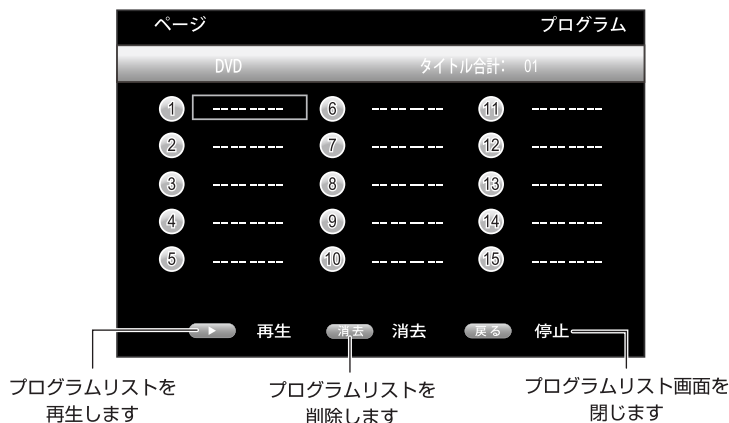 ページ プログラム
DVD タイトル合計: 01
1 ------- 6 ------- 11 -------
2 ------- 7 ------- 12 -------
3 ------- 8 ------- 13 -------
4 ------- 9 ------- 14 -------
5 ------- 10 ------- 15 -------
▶ 再生 消去 消去 戻る 停止
プログラムリストを
再生します
プログラムリストを
削除します
プログラムリスト画面を
閉じます